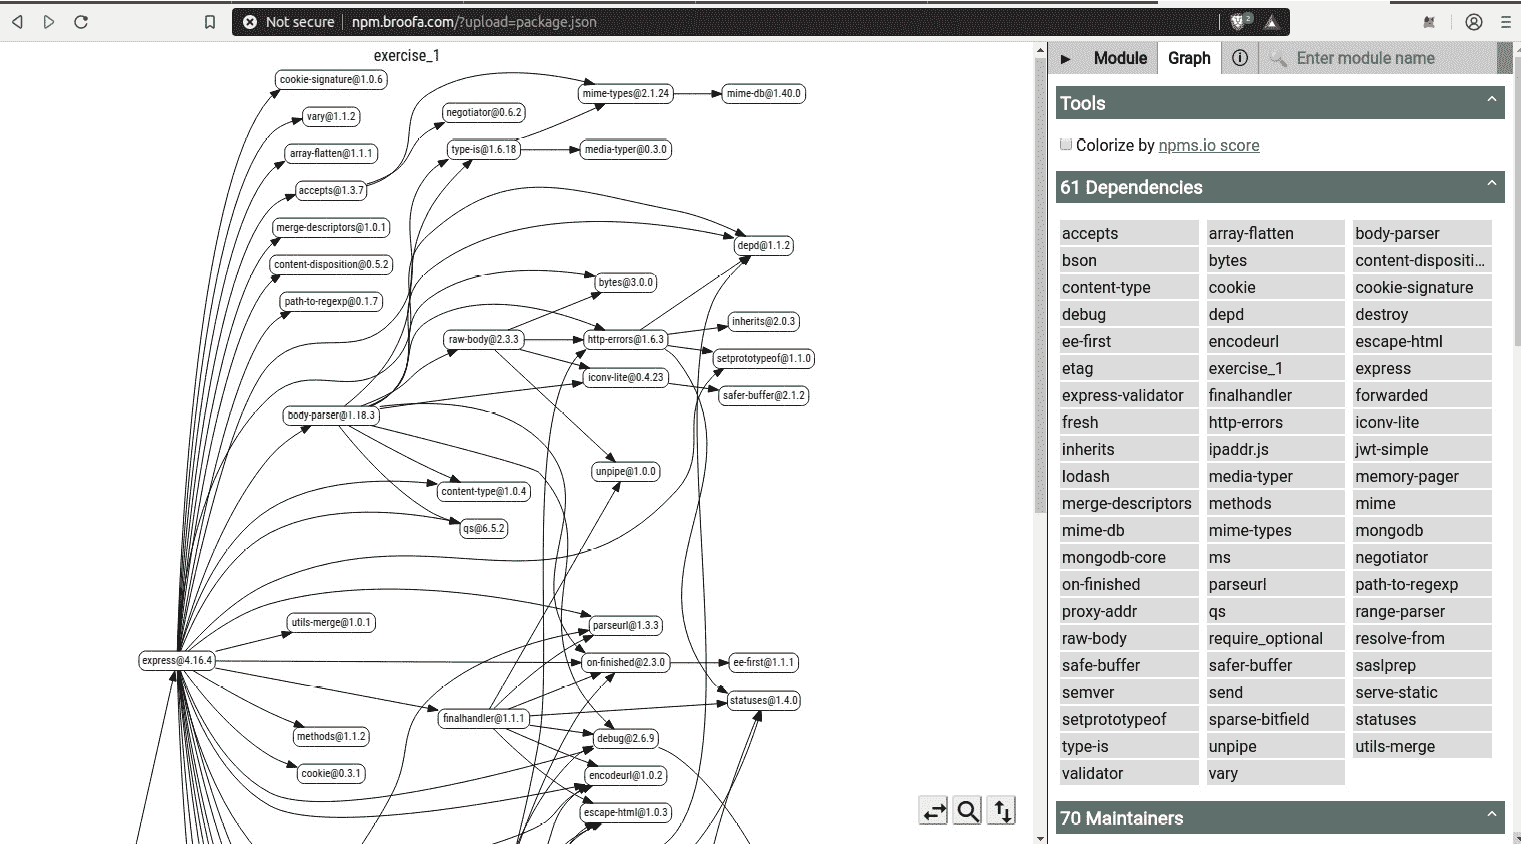 Not secure | npm.broofa.com/?upload=package.json
2
exercise_1
cookie-signature@1.0.6
mime-types@2.1.24
mime-db@1.40.0
negotiator@0.6.2
vary@1.1.2
array-flatten@1.1.1
type-is@1.6.18
media-typer@0.3.0
accepts@1.3.7
merge-descriptors@1.0.1
depd@1.1.2
content-disposition@0.5.2
bytes@3.0.0
path-to-regexp@0.1.7
inherits@2.0.3
raw-body@2.3.3
http-errors@1.6.3
setprototypeof@1.1.0
iconv-lite@0.4.23
safer-buffer@2.1.2
body-parser@1.18.3
unpipe@1.0.0
content-type@1.0.4
qs@6.5.2
utils-merge@1.0.1
parseurl@1.3.3
express@4.16.4
on-finished@2.3.0
ee-first@1.1.1
statuses@1.4.0
finalhandler@1.1.1
methods@1.1.2
debug@2.6.9
cookie@0.3.1
encodeurl@1.0.2
escape-html@1.0.3
Module Graph Enter module name
Tools
Colorize by npms.io score
61 Dependencies
accepts array-flatten body-parser
bson bytes content-dispositi...
content-type cookie cookie-signature
debug depd destroy
ee-first encodeurl escape-html
etag exercise_1 express
express-validator finalhandler forwarded
fresh http-errors iconv-lite
inherits ipaddr.js jwt-simple
lodash media-typer memory-pager
merge-descriptors methods mime
mime-db mime-types mongodb
mongodb-core ms negotiator
on-finished parseurl path-to-regexp
proxy-addr qs range-parser
raw-body require_optional resolve-from
safe-buffer safer-buffer saslprep
semver send serve-static
setprototypeof sparse-bitfield statuses
type-is unpipe utils-merge
validator vary
70 Maintainers